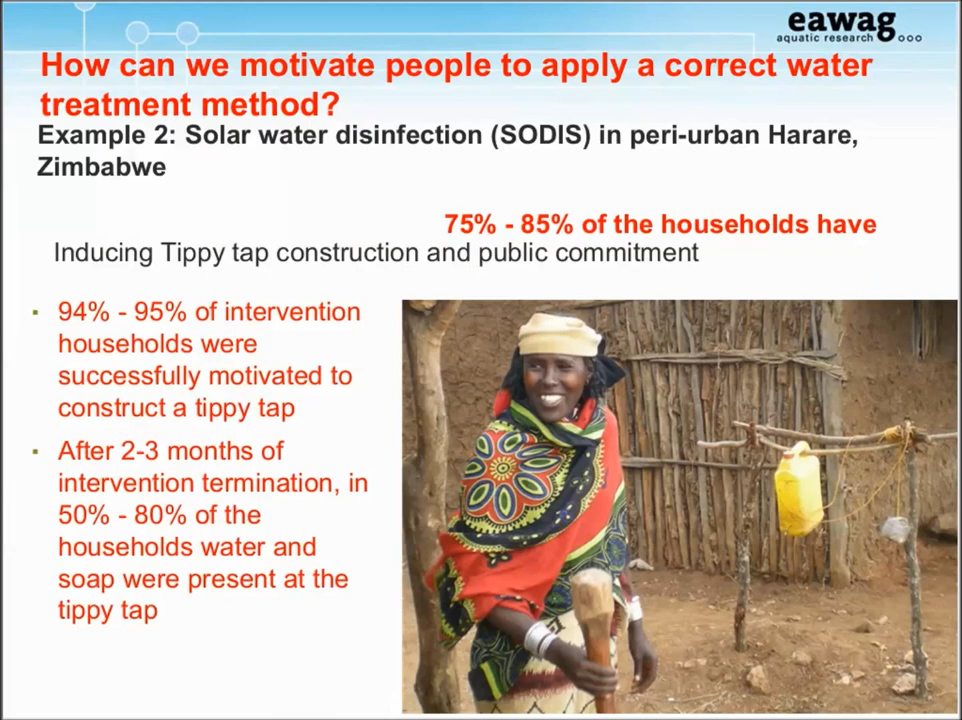 eawag
aquatic research
How can we motivate people to apply a correct water
treatment method?
Example 2: Solar water disinfection (SODIS) in peri-urban Harare,
Zimbabwe
75% - 85% of the households have
Inducing Tippy tap construction and public commitment
▪ 94% - 95% of intervention
households were
successfully motivated to
construct a tippy tap
▪ After 2-3 months of
intervention termination, in
50% - 80% of the
households water and
soap were present at the
tippy tap